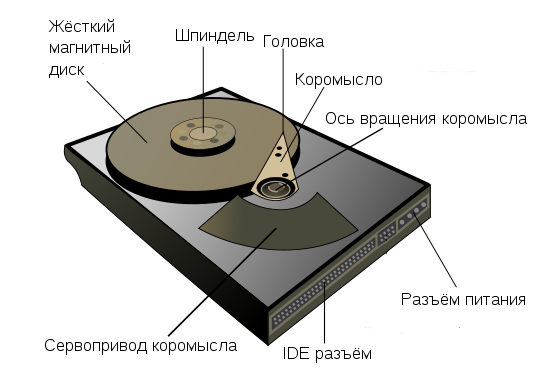 Жёсткий
магнитный
диск
Шпиндель
Головка
Коромысло
Ось вращения коромысла
Разъём питания
Сервопривод коромысла
IDE разъём